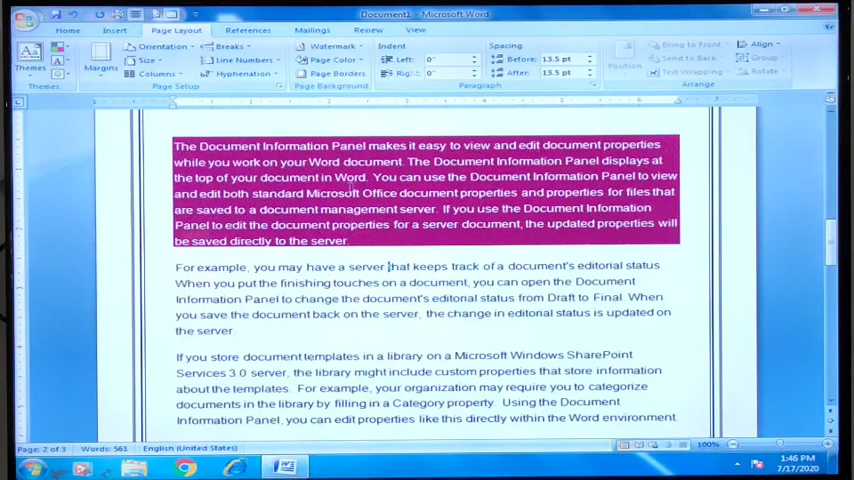 Document1 - Microsoft Word
Home Insert Page Layout References Mailings Review View
Orientation Breaks Watermark Indent Spacing Bring to Front Align
Themes Margins Size Line Numbers Page Color Left: 0" Before: 13.5 pt Position Send to Back Group
Columns Hyphenation Page Borders Right: 0" After: 13.5 pt Text Wrapping Rotate
Themes Page Setup Page Background Paragraph Arrange
The Document Information Panel makes it easy to view and edit document properties
while you work on your Word document. The Document Information Panel displays at
the top of your document in Word. You can use the Document Information Panel to view
and edit both standard Microsoft Office document properties and properties for files that
are saved to a document management server. If you use the Document Information
Panel to edit the document properties for a server document, the updated properties will
be saved directly to the server.
For example, you may have a server that keeps track of a document's editorial status
When you put the finishing touches on a document, you can open the Document
Information Panel to change the document's editorial status from Draft to Final. When
you save the document back on the server, the change in editorial status is updated on
the server
If you store document templates in a library on a Microsoft Windows SharePoint
Services 3.0 server, the library might include custom properties that store information
about the templates. For example, your organization may require you to categorize
documents in the library by filling in a Category property. Using the Document
Information Panel, you can edit properties like this directly within the Word environment.
Page: 2 of 3 Words: 561 English (United States) 100%
1:46 PM
7/17/2020